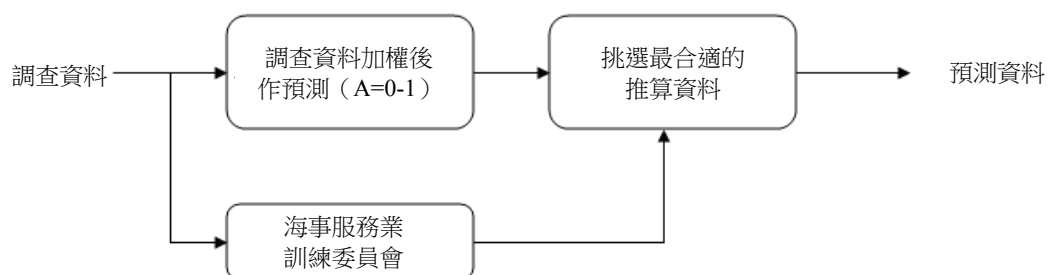 調查資料
調查資料加權後
作預測（A=0-1）
挑選最合適的
推算資料
預測資料
海事服務業
訓練委員會